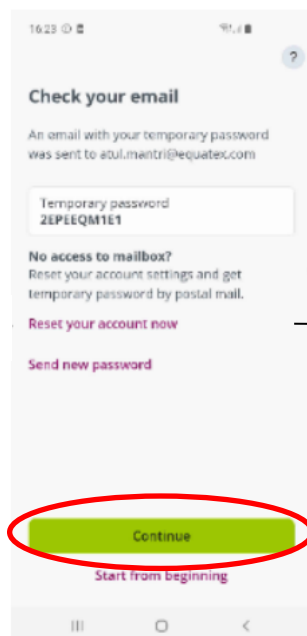 16:23
?
Check your email
An email with your temporary password
was sent to atul.mantri@equatex.com
Temporary password
2EPEEQM1E1
No access to mailbox?
Reset your account settings and get
temporary password by postal mail.
Reset your account now
Send new password
Continue
Start from beginning